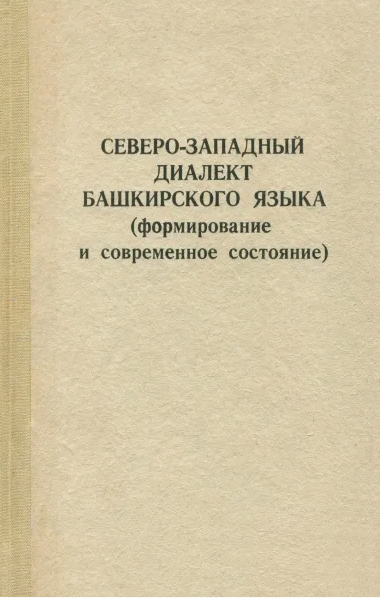 СЕВЕРО-ЗАПАДНЫЙ
ДИАЛЕКТ
БАШКИРСКОГО ЯЗЫКА
(формирование
и современное состояние)